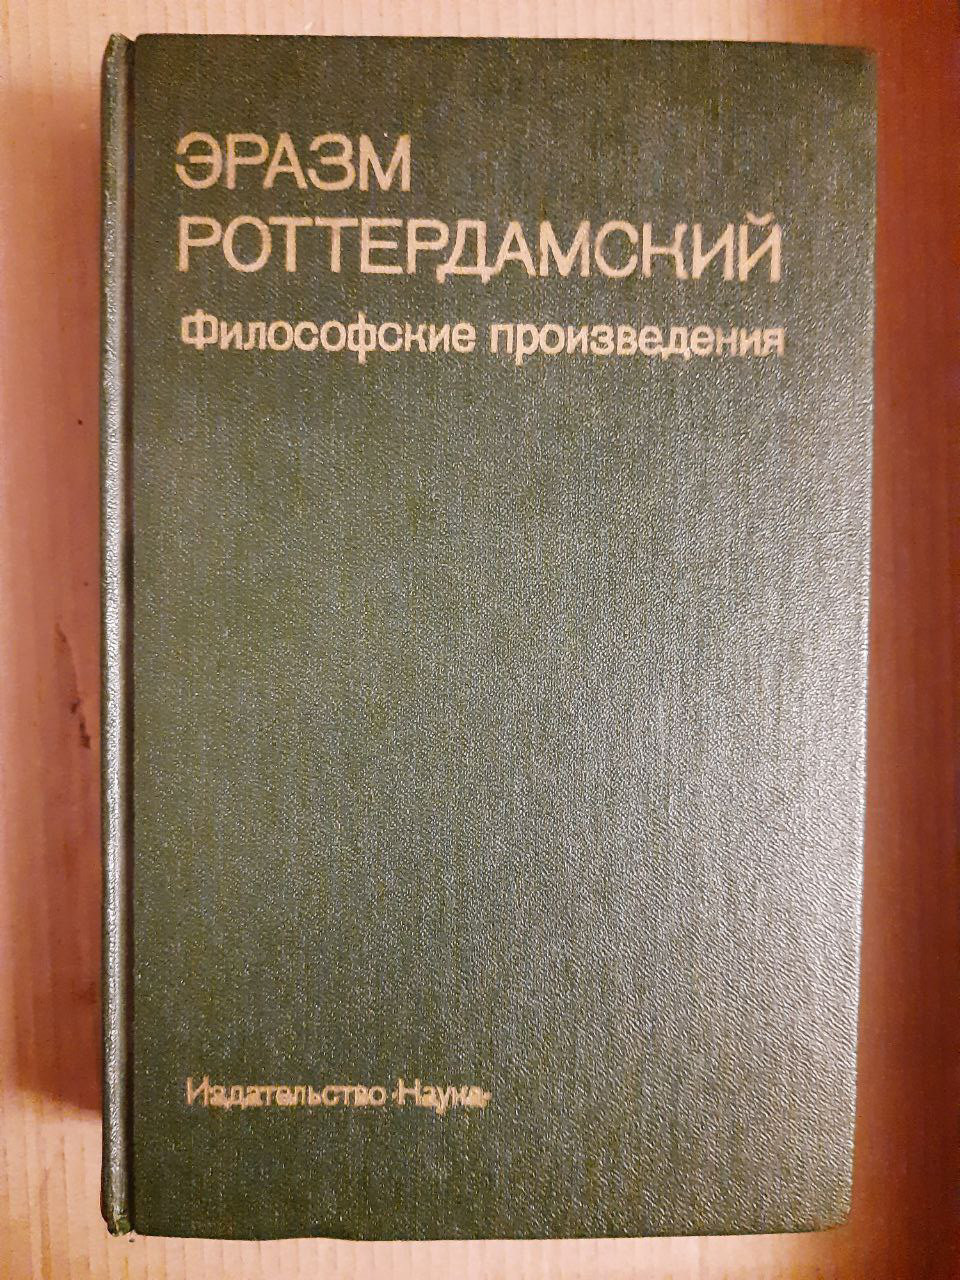 ЭРАЗМ
РОТТЕРДАМСКИЙ
Философские произведения
Издательство «Наука»